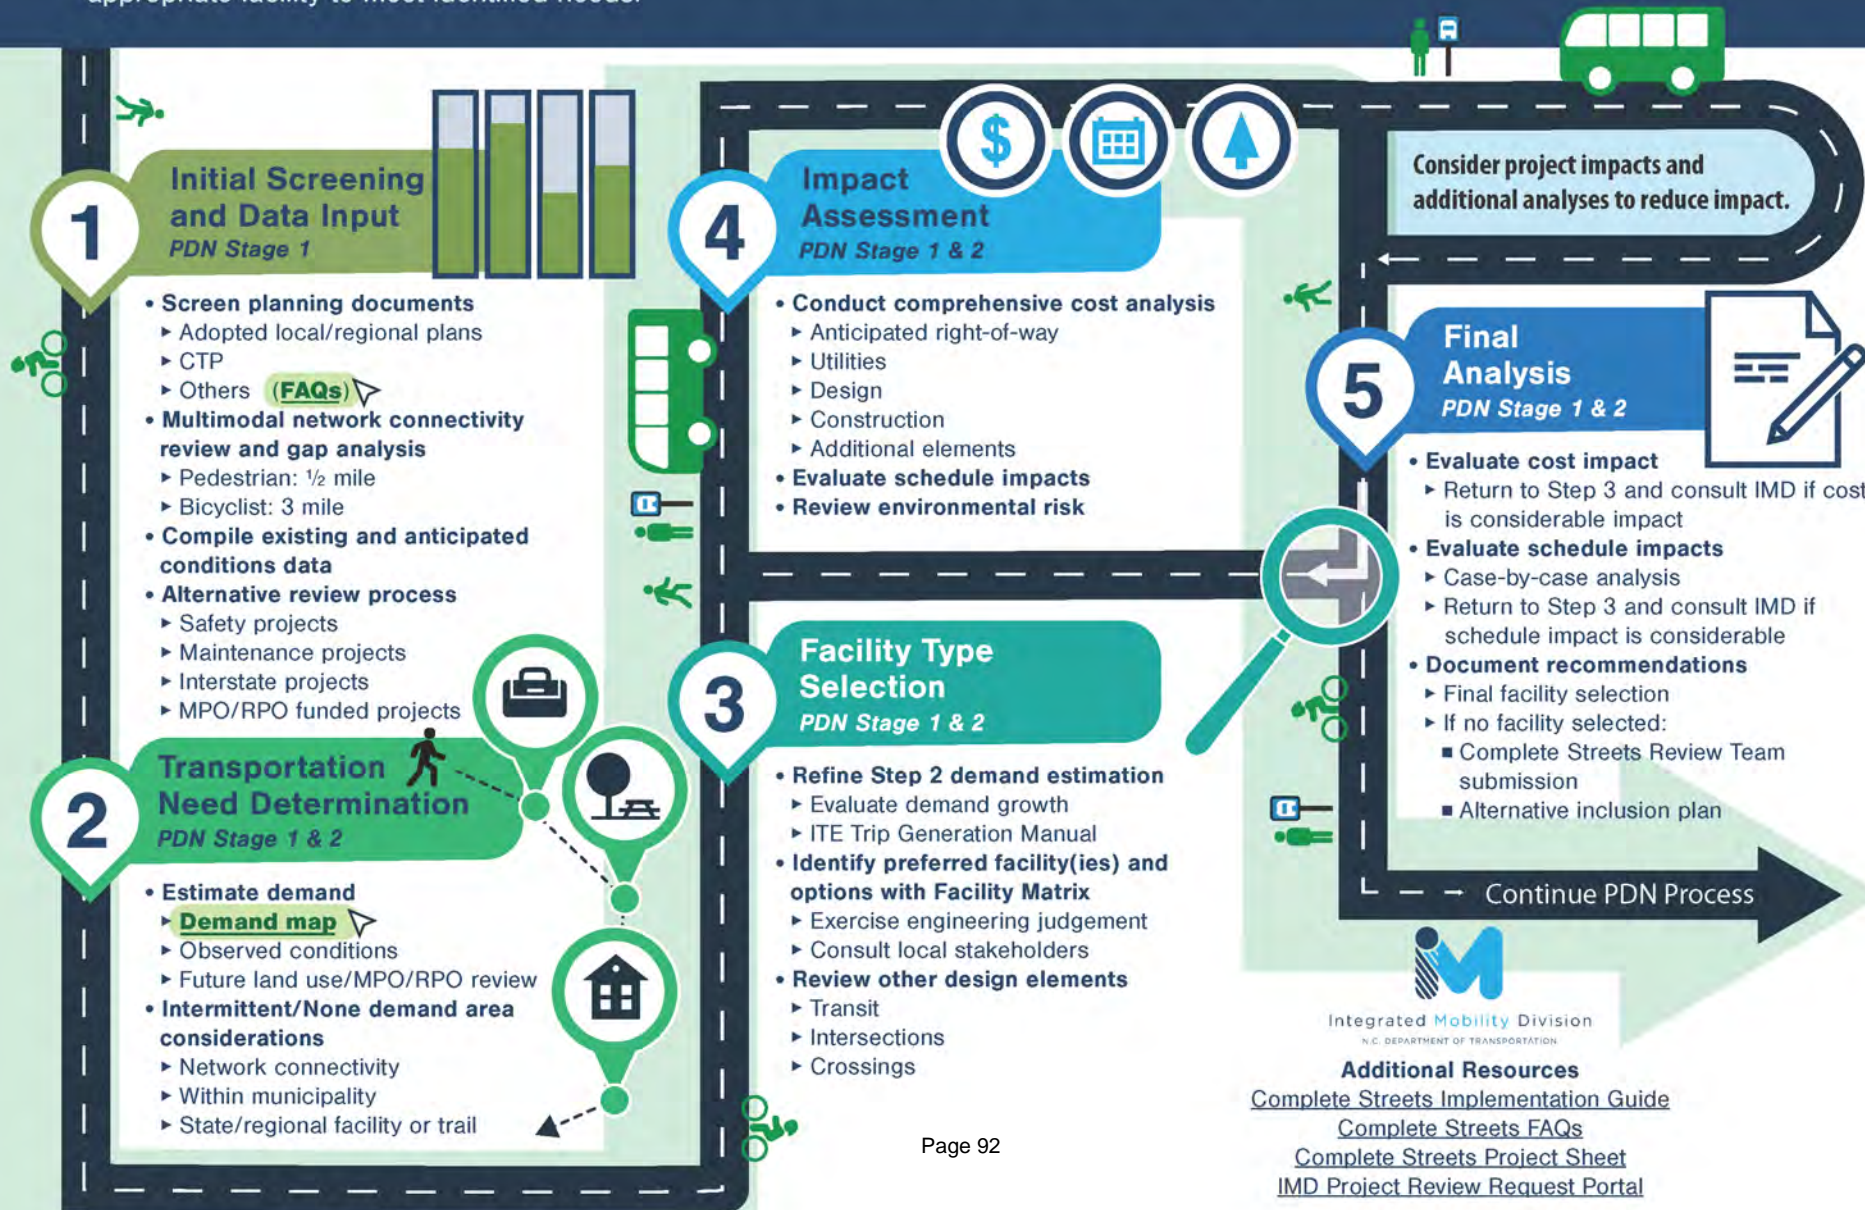 appropriate facility to meet identified needs.
1
Initial Screening
and Data Input
PDN Stage 1
• Screen planning documents
▸ Adopted local/regional plans
▸ CTP
▸ Others (FAQs)
• Multimodal network connectivity
review and gap analysis
▸ Pedestrian: ½ mile
▸ Bicyclist: 3 mile
• Compile existing and anticipated
conditions data
• Alternative review process
▸ Safety projects
▸ Maintenance projects
▸ Interstate projects
▸ MPO/RPO funded projects
2
Transportation
Need Determination
PDN Stage 1 & 2
• Estimate demand
▸ Demand map
▸ Observed conditions
▸ Future land use/MPO/RPO review
• Intermittent/None demand area
considerations
▸ Network connectivity
▸ Within municipality
▸ State/regional facility or trail
3
Facility Type
Selection
PDN Stage 1 & 2
• Refine Step 2 demand estimation
▸ Evaluate demand growth
▸ ITE Trip Generation Manual
• Identify preferred facility(ies) and
options with Facility Matrix
▸ Exercise engineering judgement
▸ Consult local stakeholders
• Review other design elements
▸ Transit
▸ Intersections
▸ Crossings
4
Impact
Assessment
PDN Stage 1 & 2
$
• Conduct comprehensive cost analysis
▸ Anticipated right-of-way
▸ Utilities
▸ Design
▸ Construction
▸ Additional elements
• Evaluate schedule impacts
• Review environmental risk
Consider project impacts and
additional analyses to reduce impact.
5
Final
Analysis
PDN Stage 1 & 2
• Evaluate cost impact
▸ Return to Step 3 and consult IMD if cost
is considerable impact
• Evaluate schedule impacts
▸ Case-by-case analysis
▸ Return to Step 3 and consult IMD if
schedule impact is considerable
• Document recommendations
▸ Final facility selection
▸ If no facility selected:
■ Complete Streets Review Team
submission
■ Alternative inclusion plan
Continue PDN Process
iM
Integrated Mobility Division
N.C. DEPARTMENT OF TRANSPORTATION
Additional Resources
Complete Streets Implementation Guide
Complete Streets FAQs
Complete Streets Project Sheet
IMD Project Review Request Portal
Page 92